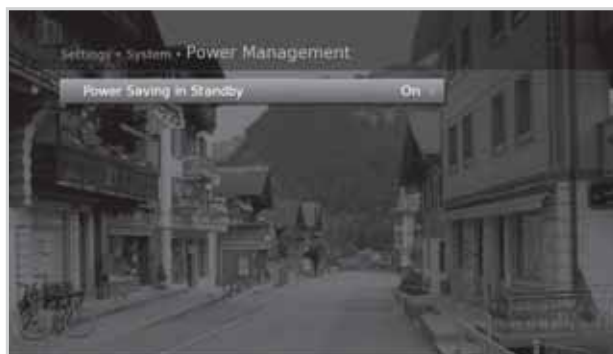 Settings • System • Power Management
Power Saving in Standby On